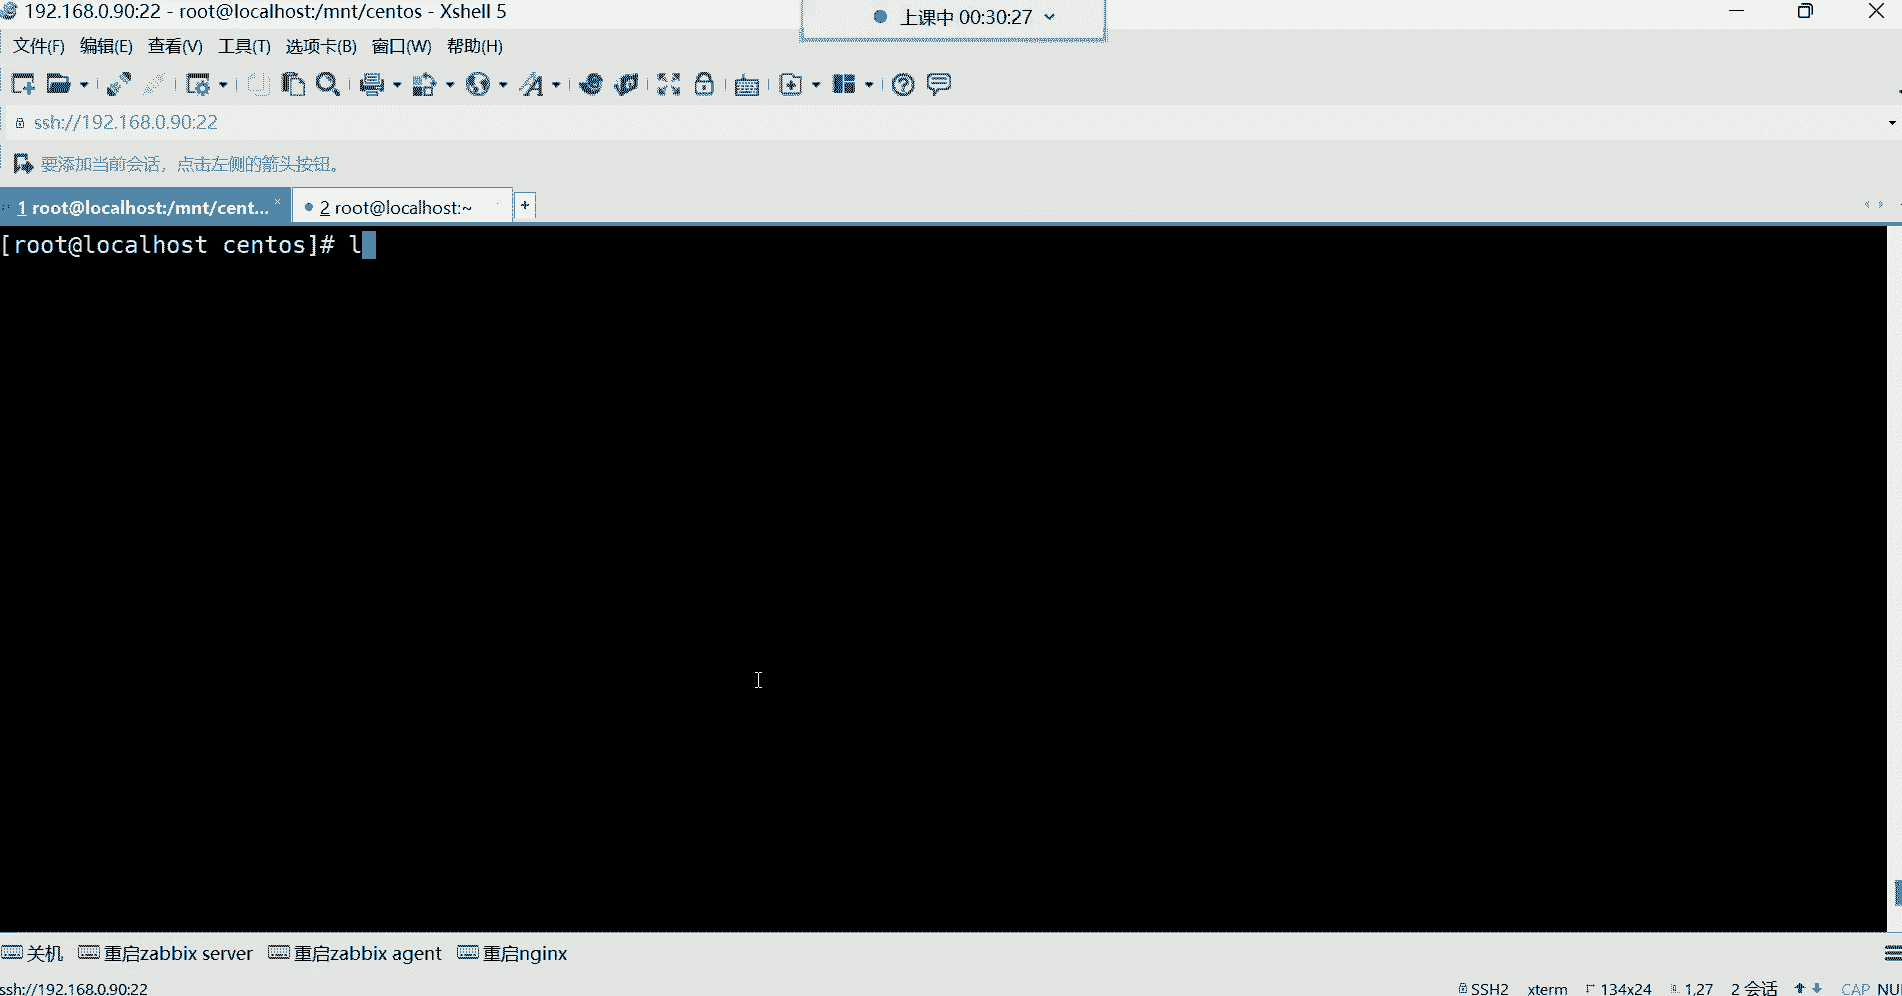 192.168.0.90:22 - root@localhost:/mnt/centos - Xshell 5
上课中 00:30:27
文件(F) 编辑(E) 查看(V) 工具(T) 选项卡(B) 窗口(W) 帮助(H)
ssh://192.168.0.90:22
要添加当前会话，点击左侧的箭头按钮。
1 root@localhost:/mnt/cent... 2 root@localhost:~ +
[root@localhost centos]# l
关机 重启zabbix server 重启zabbix agent 重启nginx
ssh://192.168.0.90:22 SSH2 xterm 134x24 1,27 2 会话 CAP NU